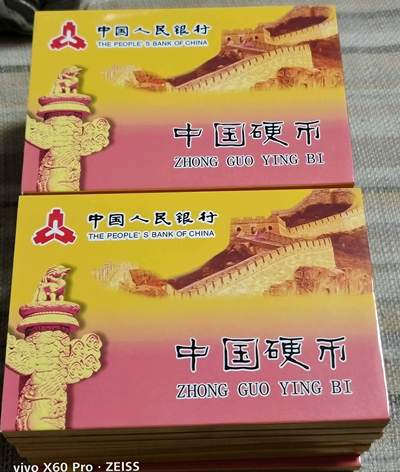 中国人民银行
THE PEOPLE'S BANK OF CHINA
中国硬币
ZHONG GUO YING BI
中国人民银行
THE PEOPLE'S BANK OF CHINA
中国硬币
ZHONG GUO YING BI
vivo X60 Pro · ZEISS